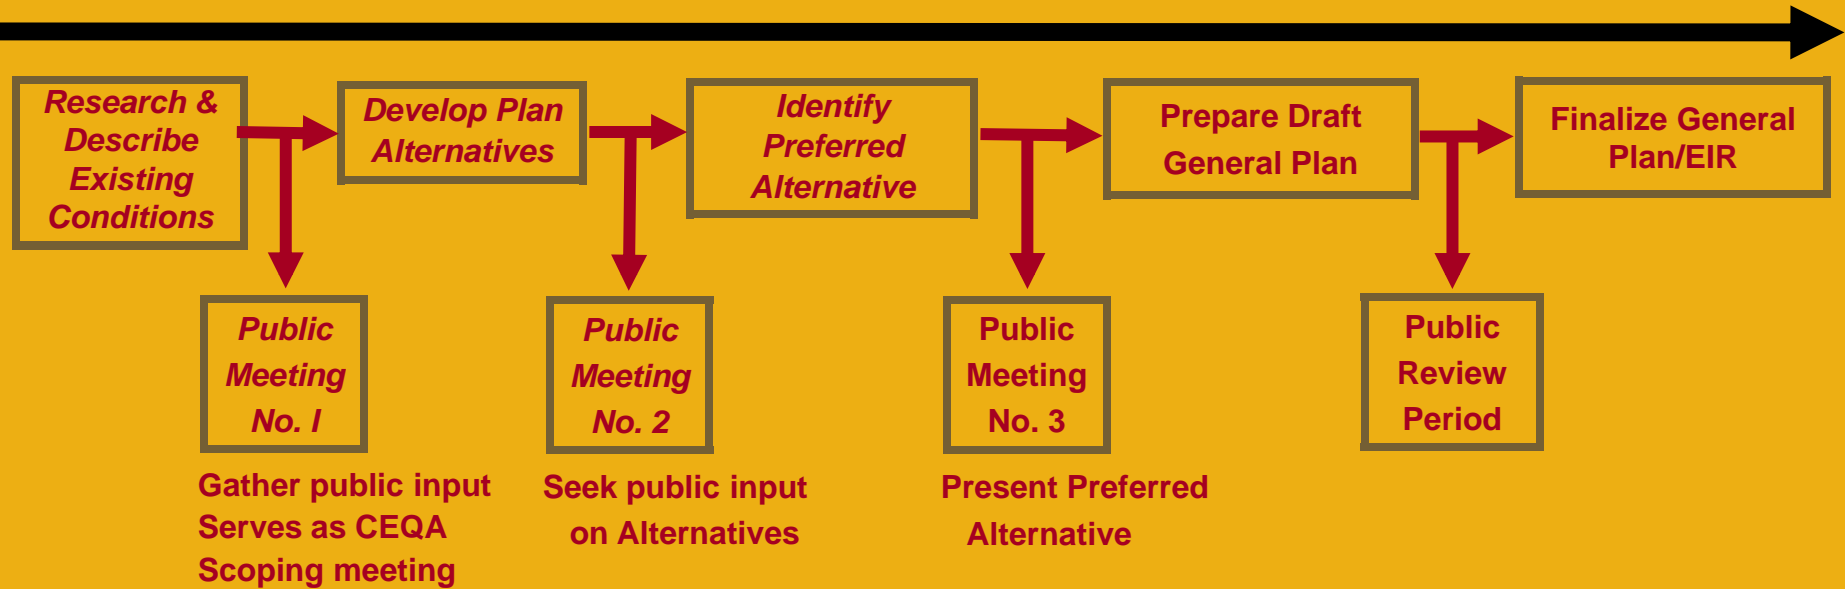 Research &
Describe
Existing
Conditions
Develop Plan
Alternatives
Identify
Preferred
Alternative
Prepare Draft
General Plan
Finalize General
Plan/EIR
Public
Meeting
No. I
Public
Meeting
No. 2
Public
Meeting
No. 3
Public
Review
Period
Gather public input
Serves as CEQA
Scoping meeting
Seek public input
on Alternatives
Present Preferred
Alternative